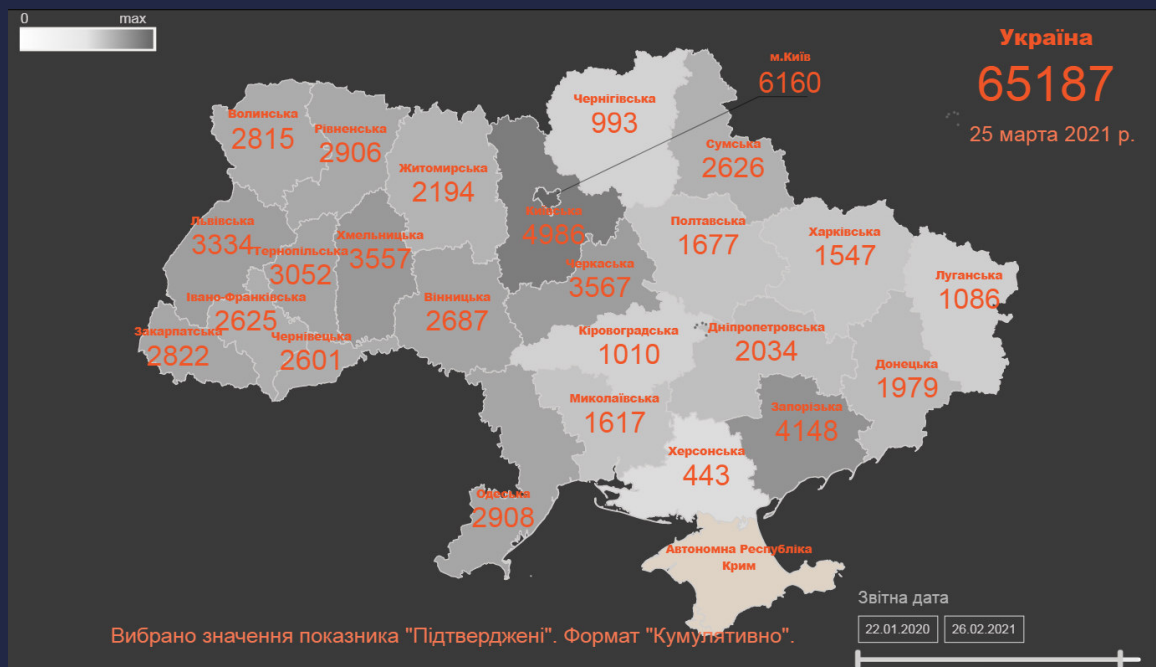 0 max
Україна
65187
25 марта 2021 р.
м.Київ
6160
Чернігівська
993
Волинська
2815
Рівненська
2906
Житомирська
2194
Сумська
2626
Київська
4986
Львівська
3334
Тернопільська
3052
Хмельницька
3557
Полтавська
1677
Харківська
1547
Луганська
1086
Черкаська
3567
Івано-Франківська
2625
Вінницька
2687
Закарпатська
2822
Чернівецька
2601
Кіровоградська
1010
Дніпропетровська
2034
Донецька
1979
Миколаївська
1617
Запорізька
4148
Херсонська
443
Одеська
2908
Автономна Республіка
Крим
Звітна дата
22.01.2020 26.02.2021
Вибрано значення показника "Підтверджені". Формат "Кумулятивно".